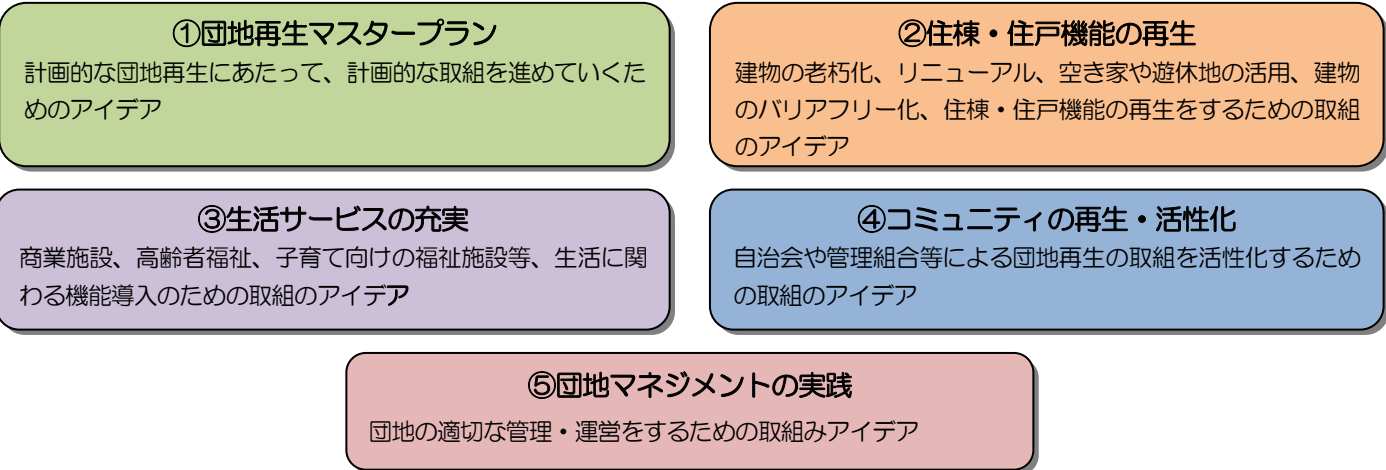 ①団地再生マスタープラン
計画的な団地再生にあたって、計画的な取組を進めていくた
めのアイデア
②住棟・住戸機能の再生
建物の老朽化、リニューアル、空き家や遊休地の活用、建物
のバリアフリー化、住棟・住戸機能の再生をするための取組
のアイデア
③生活サービスの充実
商業施設、高齢者福祉、子育て向けの福祉施設等、生活に関
わる機能導入のための取組のアイデア
④コミュニティの再生・活性化
自治会や管理組合等による団地再生の取組を活性化するため
の取組のアイデア
⑤団地マネジメントの実践
団地の適切な管理・運営をするための取組みアイデア